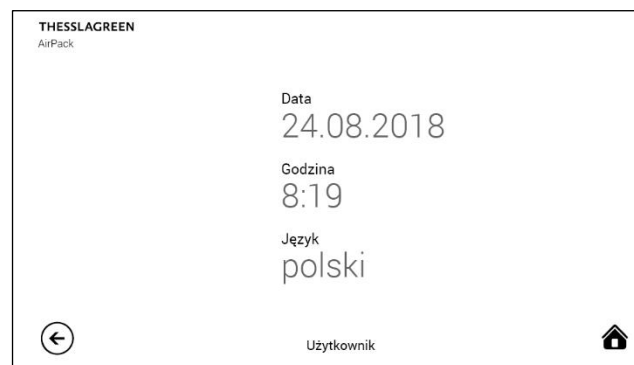 THESSLAGREEN
AirPack
Data
24.08.2018
Godzina
8:19
Język
polski
Użytkownik